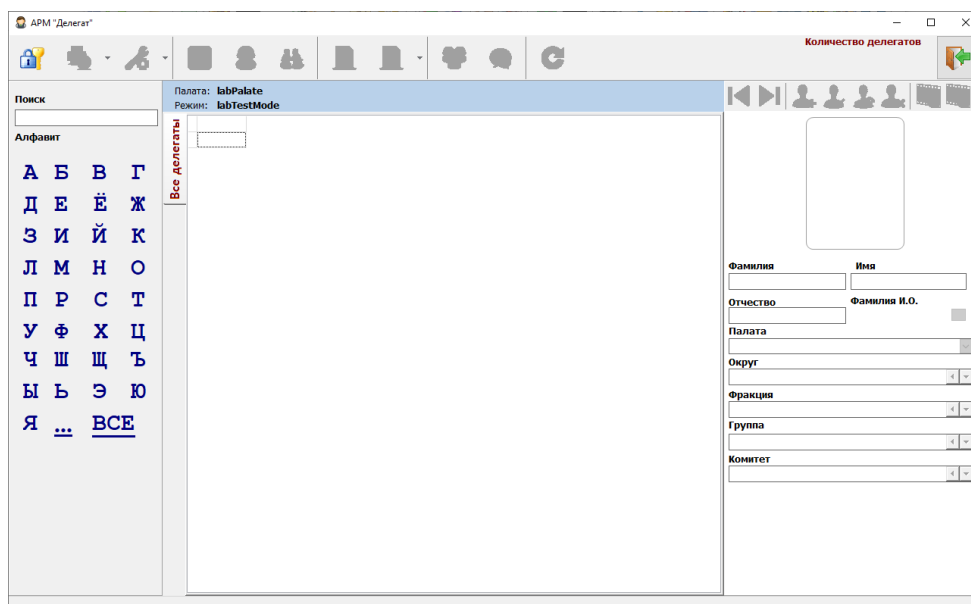 АРМ "Делегат"
Количество делегатов
Поиск
Алфавит
А Б В Г
Д Е Ё Ж
З И Й К
Л М Н О
П Р С Т
У Ф Х Ц
Ч Ш Щ Ъ
Ы Ь Э Ю
Я ... ВСЕ
Палата: labPalate
Режим: labTestMode
Все делегаты
Фамилия Имя
Отчество Фамилия И.О.
Палата
Округ
Фракция
Группа
Комитет